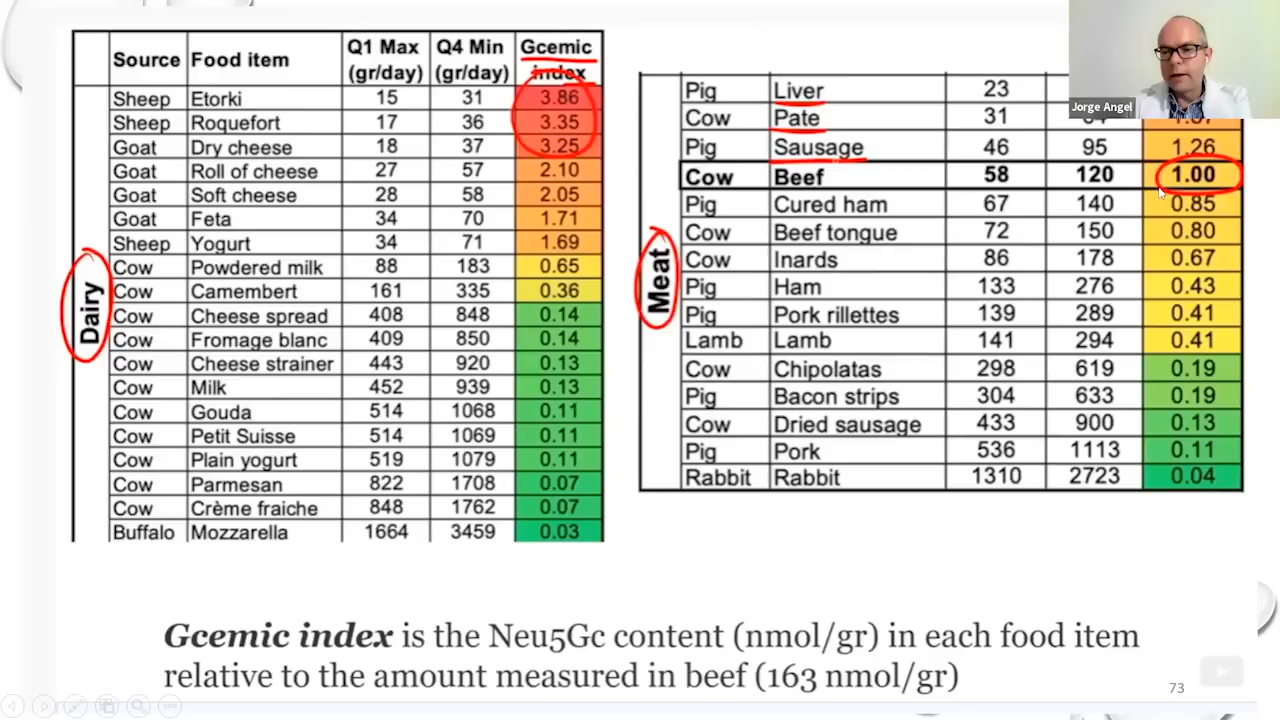 Source Food item Q1 Max (gr/day) Q4 Min (gr/day) Gcemic index
Dairy
Sheep Etorki 15 31 3.86
Sheep Roquefort 17 36 3.35
Goat Dry cheese 18 37 3.25
Goat Roll of cheese 27 57 2.10
Goat Soft cheese 28 58 2.05
Goat Feta 34 70 1.71
Sheep Yogurt 34 71 1.69
Cow Powdered milk 88 183 0.65
Cow Camembert 161 335 0.36
Cow Cheese spread 408 848 0.14
Cow Fromage blanc 409 850 0.14
Cow Cheese strainer 443 920 0.13
Cow Milk 452 939 0.13
Cow Gouda 514 1068 0.11
Cow Petit Suisse 514 1069 0.11
Cow Plain yogurt 519 1079 0.11
Cow Parmesan 822 1708 0.07
Cow Crème fraiche 848 1762 0.07
Buffalo Mozzarella 1664 3459 0.03
Meat
Pig Liver 23
Cow Pate 31
Pig Sausage 46 95 1.26
Cow Beef 58 120 1.00
Pig Cured ham 67 140 0.85
Cow Beef tongue 72 150 0.80
Cow Inards 86 178 0.67
Pig Ham 133 276 0.43
Pig Pork rillettes 139 289 0.41
Lamb Lamb 141 294 0.41
Cow Chipolatas 298 619 0.19
Pig Bacon strips 304 633 0.19
Cow Dried sausage 433 900 0.13
Pig Pork 536 1113 0.11
Rabbit Rabbit 1310 2723 0.04
Jorge Angel
Gcemic index is the Neu5Gc content (nmol/gr) in each food item
relative to the amount measured in beef (163 nmol/gr)
73